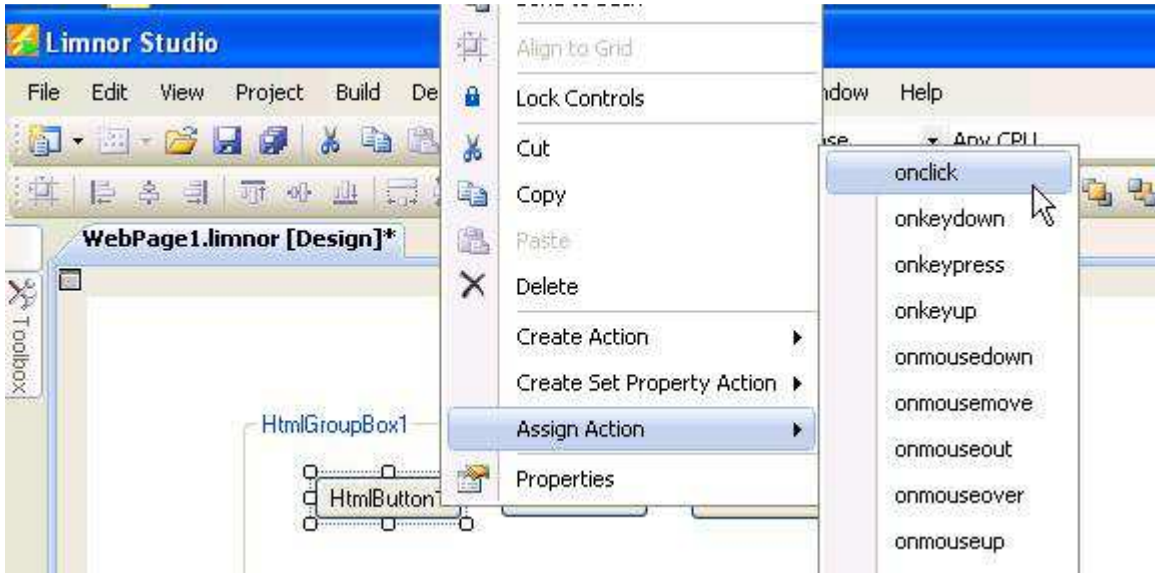 Limnor Studio
File Edit View Project Build De
ndow Help
Any CPU
WebPage1.limnor [Design]*
Toolbox
HtmlGroupBox1
HtmlButton1
Align to Grid
Lock Controls
Cut
Copy
Paste
Delete
Create Action
Create Set Property Action
Assign Action
Properties
onclick
onkeydown
onkeypress
onkeyup
onmousedown
onmousemove
onmouseout
onmouseover
onmouseup